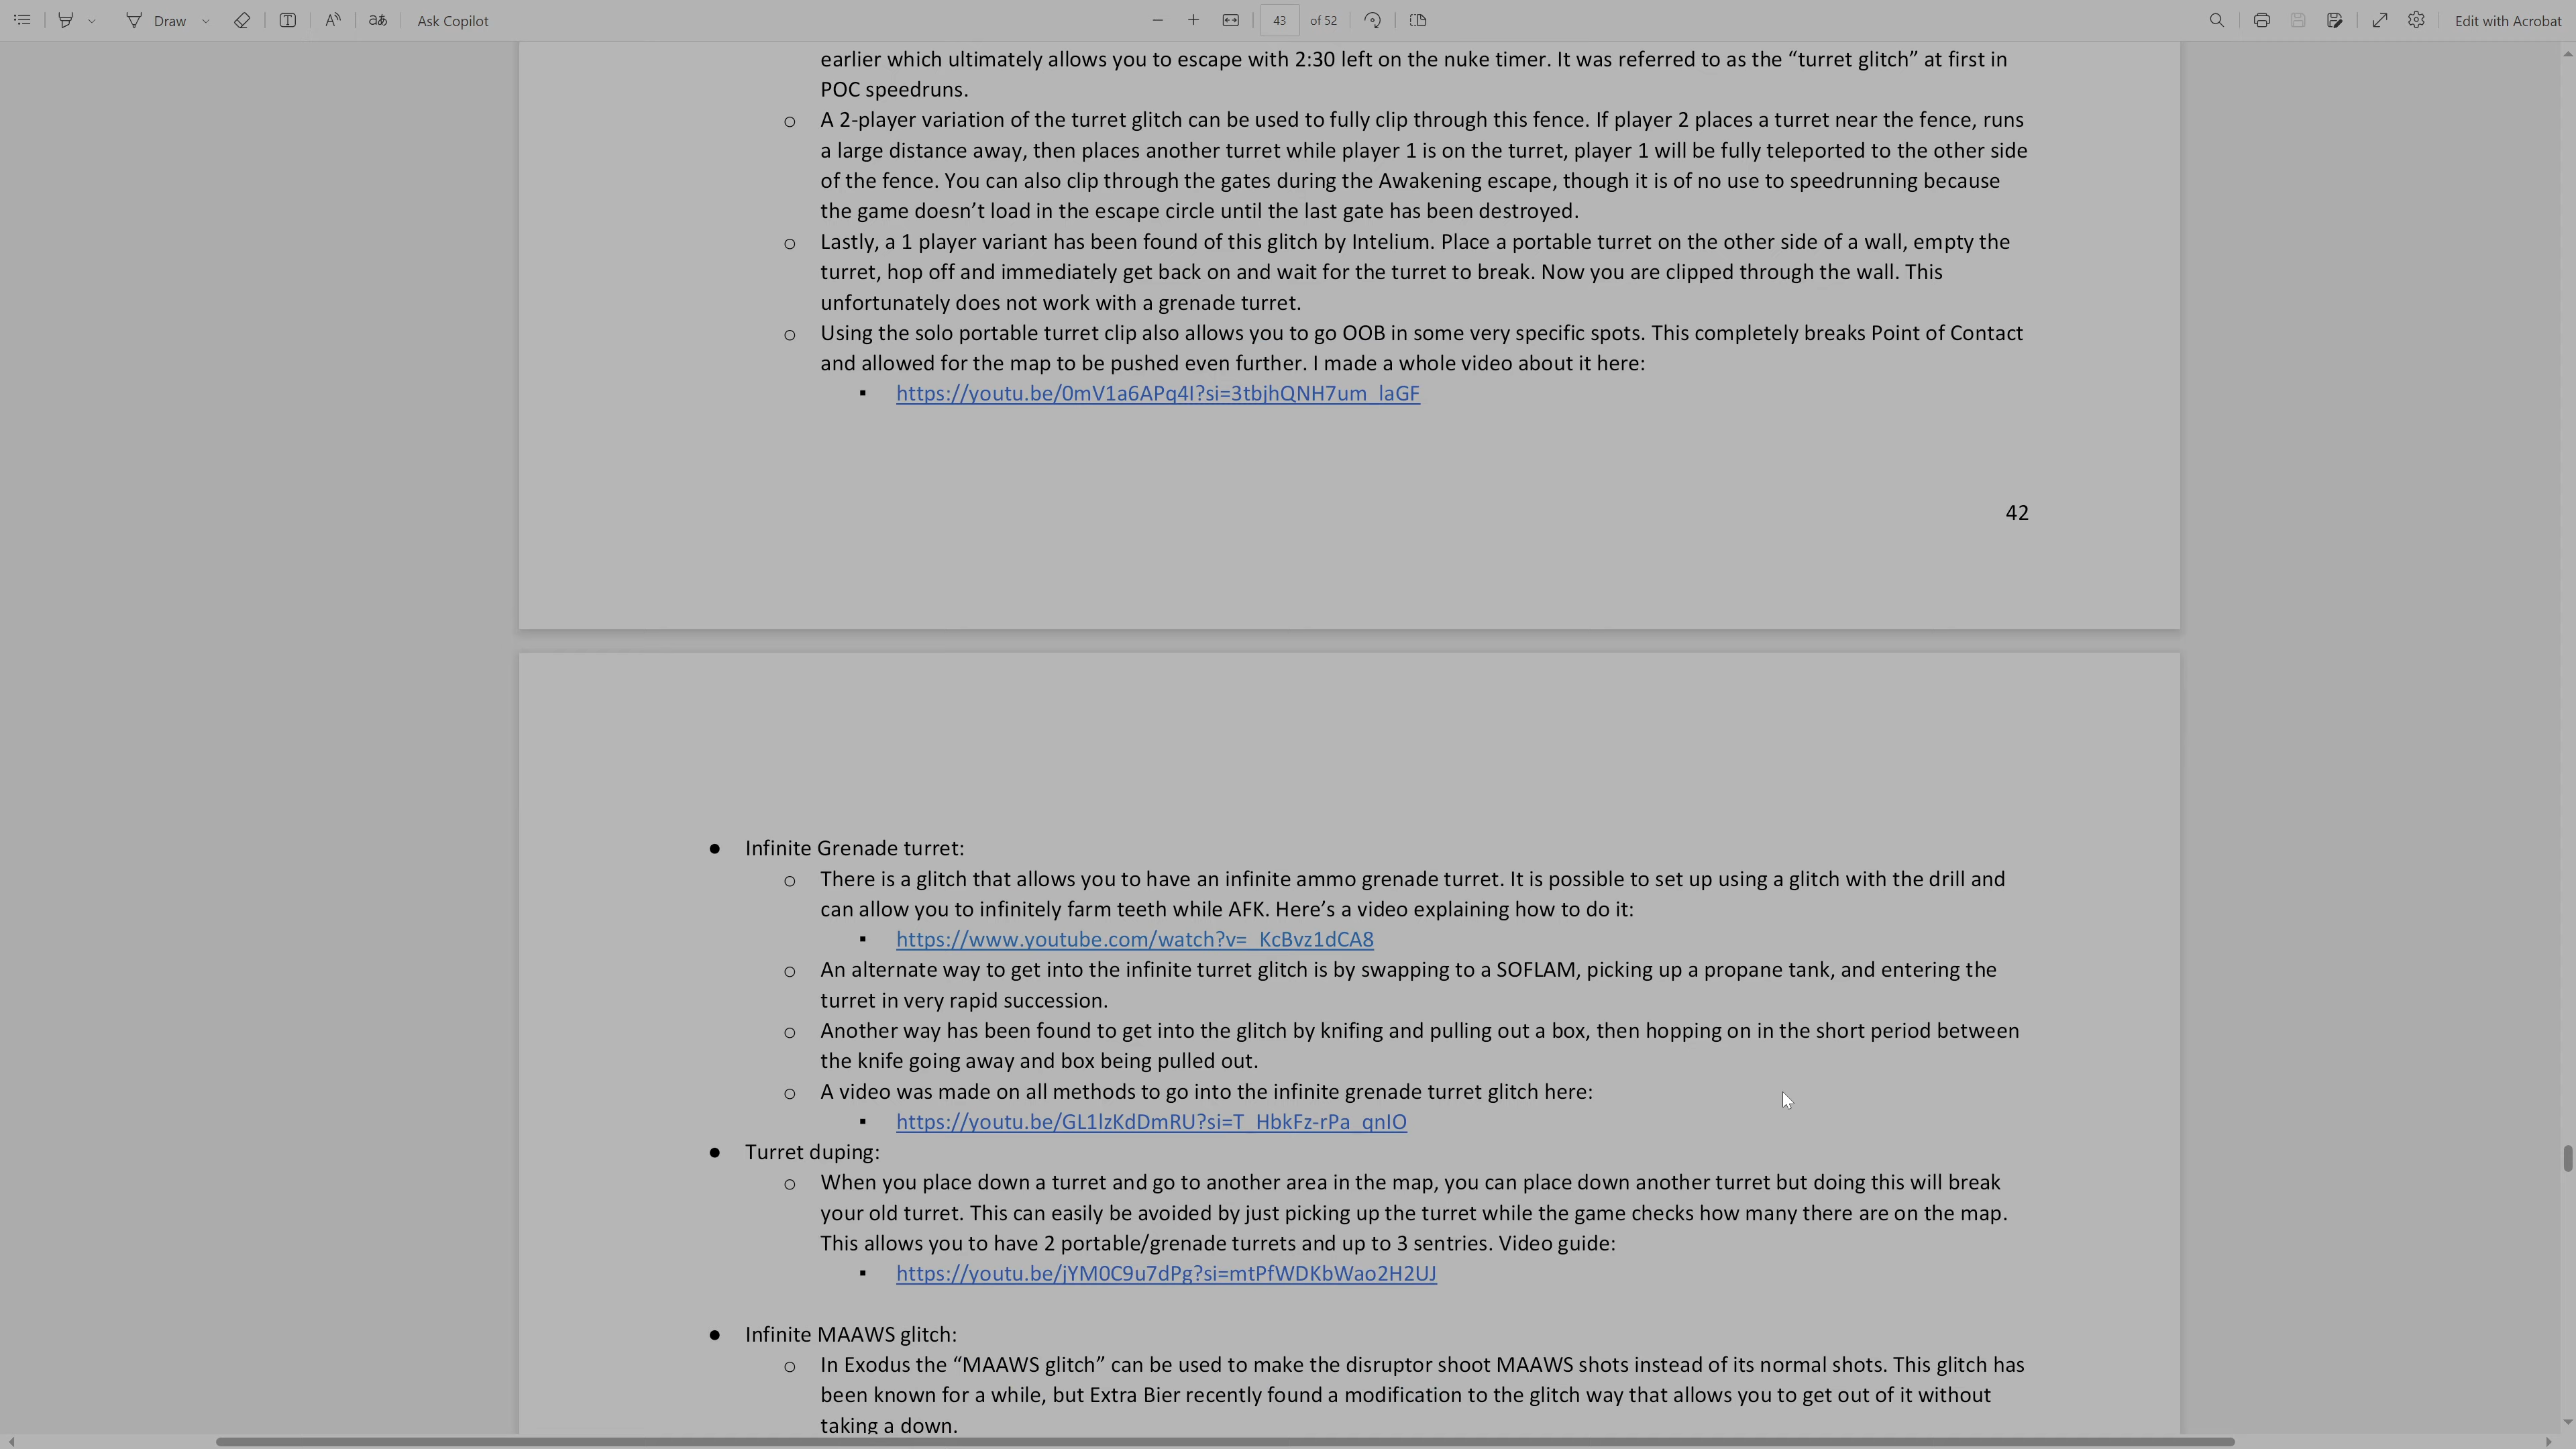 Draw
Ask Copilot
43 of 52
Edit with Acrobat
earlier which ultimately allows you to escape with 2:30 left on the nuke timer. It was referred to as the “turret glitch” at first in
POC speedruns.
o A 2-player variation of the turret glitch can be used to fully clip through this fence. If player 2 places a turret near the fence, runs
a large distance away, then places another turret while player 1 is on the turret, player 1 will be fully teleported to the other side
of the fence. You can also clip through the gates during the Awakening escape, though it is of no use to speedrunning because
the game doesn’t load in the escape circle until the last gate has been destroyed.
o Lastly, a 1 player variant has been found of this glitch by Intelium. Place a portable turret on the other side of a wall, empty the
turret, hop off and immediately get back on and wait for the turret to break. Now you are clipped through the wall. This
unfortunately does not work with a grenade turret.
o Using the solo portable turret clip also allows you to go OOB in some very specific spots. This completely breaks Point of Contact
and allowed for the map to be pushed even further. I made a whole video about it here:
▪ https://youtu.be/0mV1a6APq4I?si=3tbjhQNH7um_laGF
42
● Infinite Grenade turret:
o There is a glitch that allows you to have an infinite ammo grenade turret. It is possible to set up using a glitch with the drill and
can allow you to infinitely farm teeth while AFK. Here’s a video explaining how to do it:
▪ https://www.youtube.com/watch?v=_KcBvz1dCA8
o An alternate way to get into the infinite turret glitch is by swapping to a SOFLAM, picking up a propane tank, and entering the
turret in very rapid succession.
o Another way has been found to get into the glitch by knifing and pulling out a box, then hopping on in the short period between
the knife going away and box being pulled out.
o A video was made on all methods to go into the infinite grenade turret glitch here:
▪ https://youtu.be/GL1lzKdDmRU?si=T_HbkFz-rPa_qnIO
● Turret duping:
o When you place down a turret and go to another area in the map, you can place down another turret but doing this will break
your old turret. This can easily be avoided by just picking up the turret while the game checks how many there are on the map.
This allows you to have 2 portable/grenade turrets and up to 3 sentries. Video guide:
▪ https://youtu.be/jYM0C9u7dPg?si=mtPfWDKbWao2H2UJ
● Infinite MAAWS glitch:
o In Exodus the “MAAWS glitch” can be used to make the disruptor shoot MAAWS shots instead of its normal shots. This glitch has
been known for a while, but Extra Bier recently found a modification to the glitch way that allows you to get out of it without
taking a down.